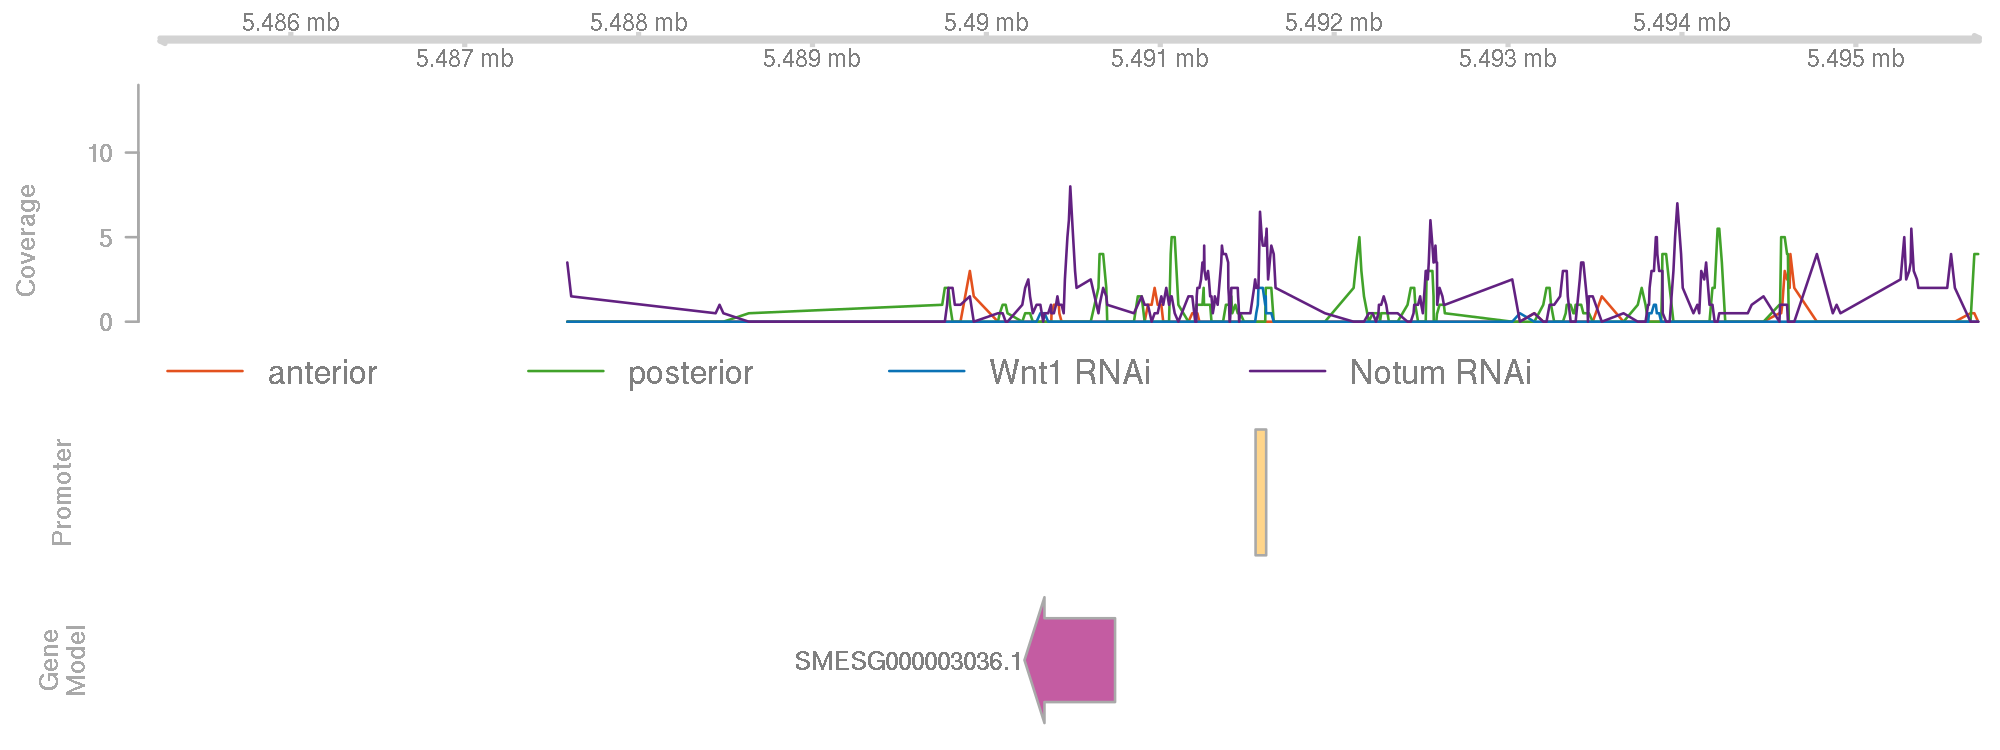 5.486 mb 5.488 mb 5.49 mb 5.492 mb 5.494 mb
5.487 mb 5.489 mb 5.491 mb 5.493 mb 5.495 mb
Coverage
10
5
0
anterior posterior Wnt1 RNAi Notum RNAi
Promoter
Gene
Model
SMESG000003036.1